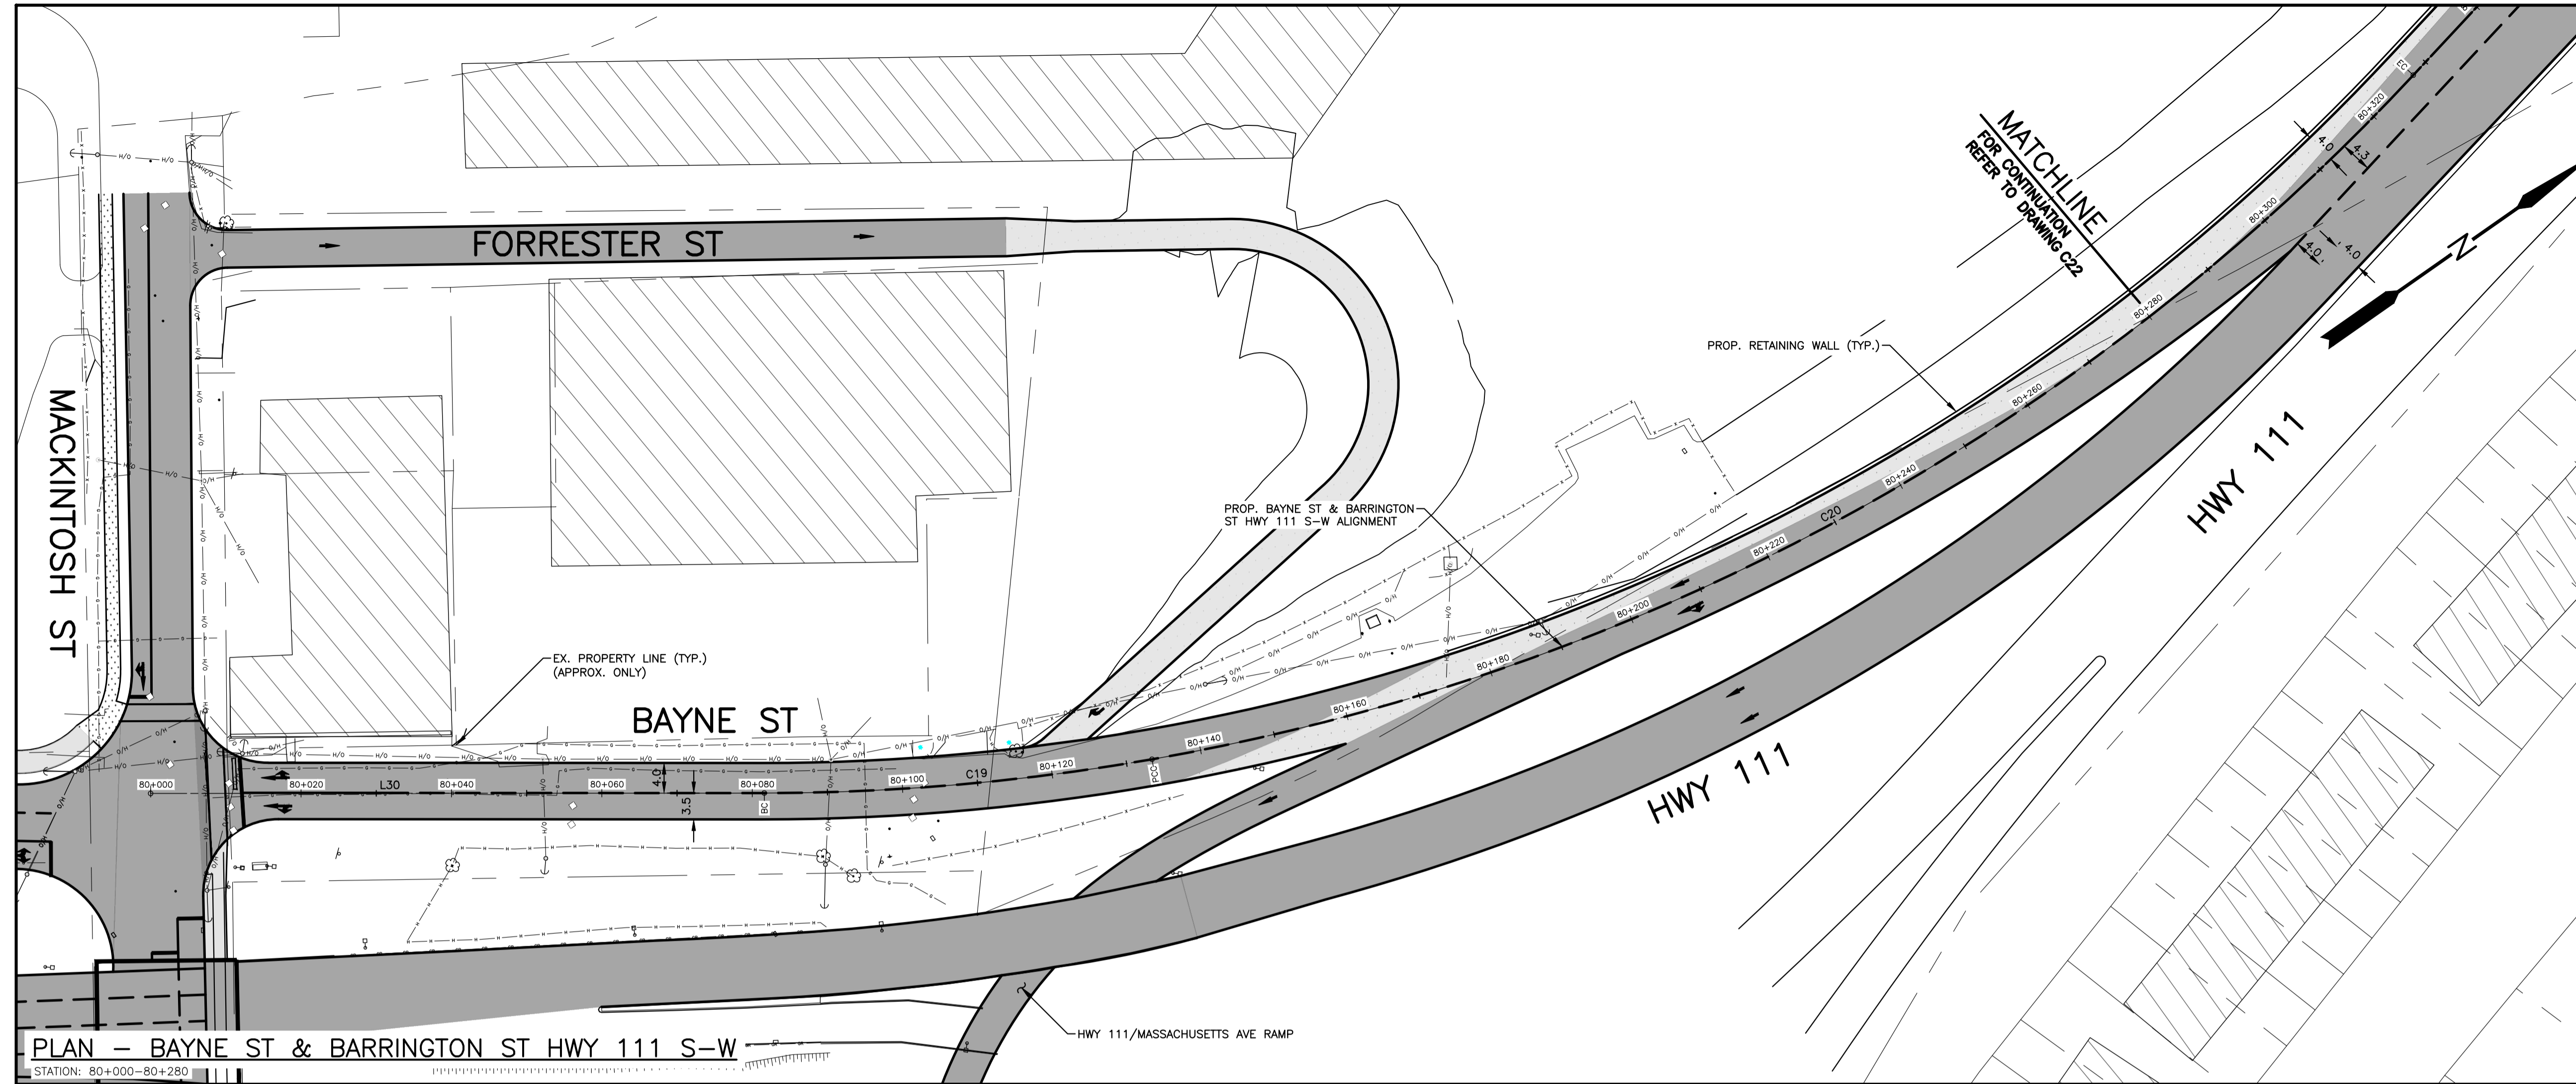 FORRESTER ST
MACKINTOSH ST
BAYNE ST
HWY 111
HWY 111
MATCHLINE
FOR CONTINUATION
REFER TO DRAWING C22
N
PROP. RETAINING WALL (TYP.)
PROP. BAYNE ST & BARRINGTON
ST HWY 111 S-W ALIGNMENT
EX. PROPERTY LINE (TYP.)
(APPROX. ONLY)
HWY 111/MASSACHUSETTS AVE RAMP
80+000
80+020
L30
80+040
80+060
4.0
3.5
80+080
BC
80+100
C19
80+120
PCC
80+140
80+160
80+180
80+200
80+220
C20
80+240
80+260
80+280
80+300
80+320
EC
4.0
4.3
4.0
4.0
PLAN - BAYNE ST & BARRINGTON ST HWY 111 S-W
STATION: 80+000-80+280